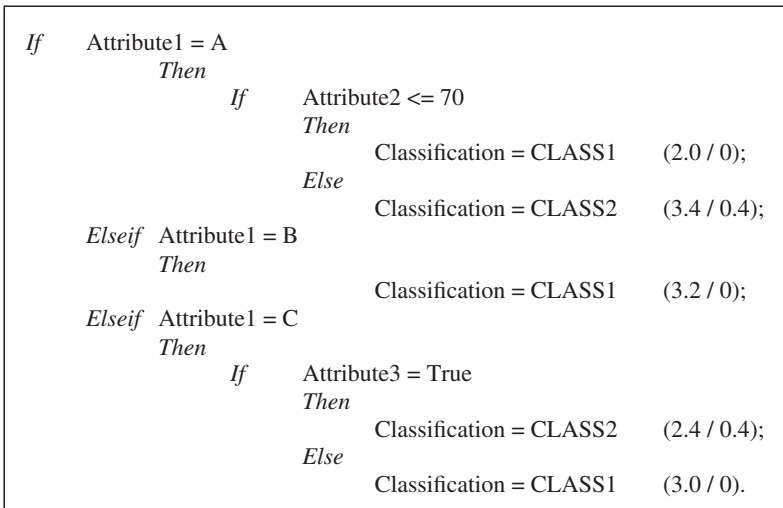 If Attribute1 = A
Then
If Attribute2 <= 70
Then
Classification = CLASS1 (2.0 / 0);
Else
Classification = CLASS2 (3.4 / 0.4);
Elseif Attribute1 = B
Then
Classification = CLASS1 (3.2 / 0);
Elseif Attribute1 = C
Then
If Attribute3 = True
Then
Classification = CLASS2 (2.4 / 0.4);
Else
Classification = CLASS1 (3.0 / 0).